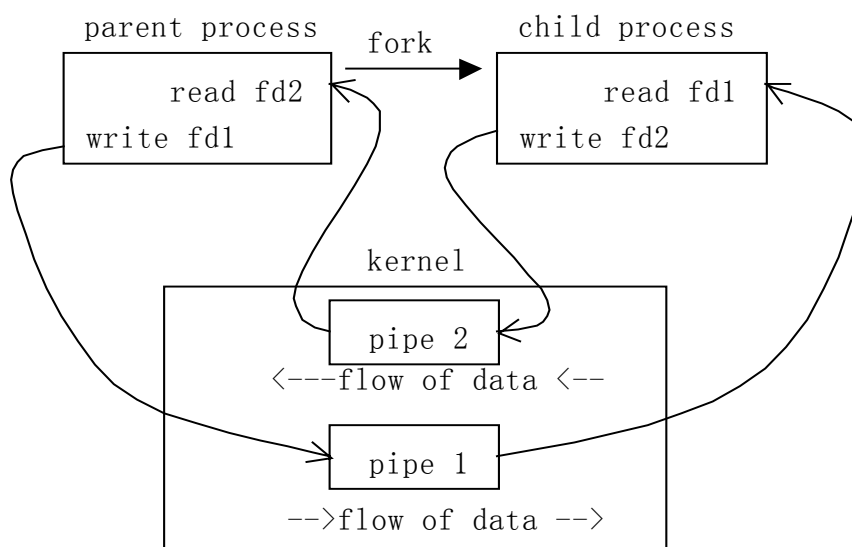 parent process
fork
child process
read fd2
write fd1
read fd1
write fd2
kernel
pipe 2
<---flow of data <--
pipe 1
-->flow of data -->